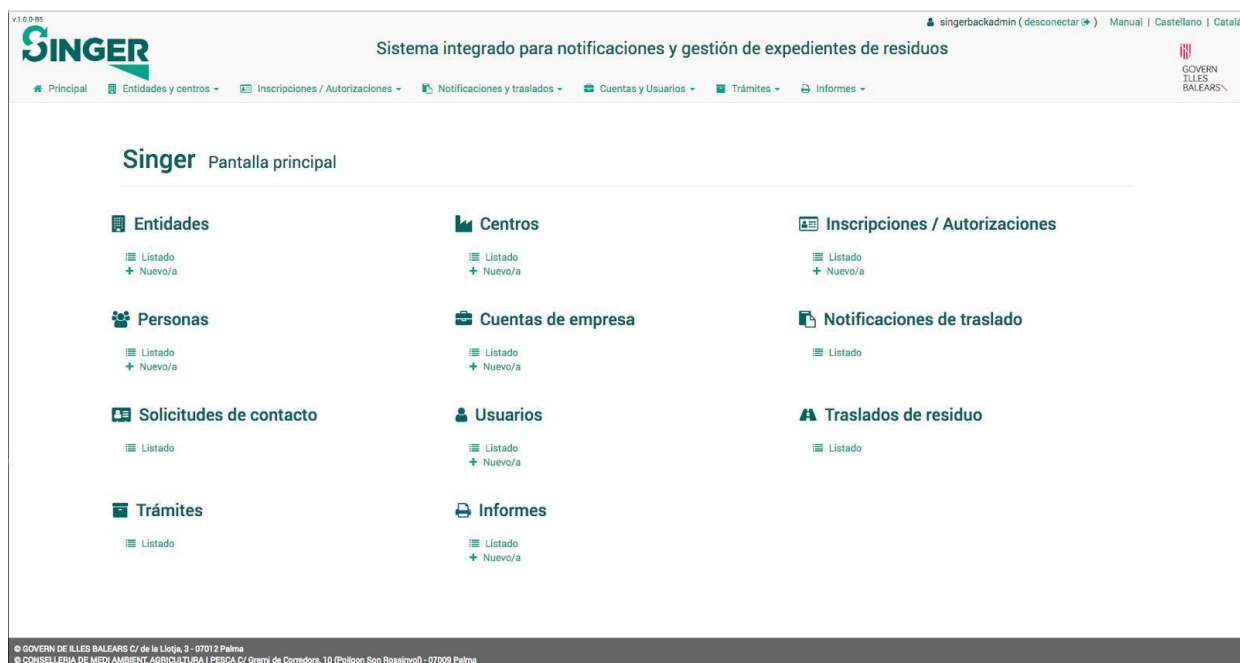 v.1.0.0-B5
singerbackadmin ( desconectar ) Manual | Castellano | Català
SINGER
Sistema integrado para notificaciones y gestión de expedientes de residuos
GOVERN
ILLES
BALEARS
Principal Entidades y centros Inscripciones / Autorizaciones Notificaciones y traslados Cuentas y Usuarios Trámites Informes
Singer Pantalla principal
Entidades
Listado
+ Nuevo/a
Centros
Listado
+ Nuevo/a
Inscripciones / Autorizaciones
Listado
+ Nuevo/a
Personas
Listado
+ Nuevo/a
Cuentas de empresa
Listado
+ Nuevo/a
Notificaciones de traslado
Listado
Solicitudes de contacto
Listado
Usuarios
Listado
+ Nuevo/a
Traslados de residuo
Listado
Trámites
Listado
Informes
Listado
+ Nuevo/a
© GOVERN DE ILLES BALEARS C/ de la Llotja, 3 - 07012 Palma
© CONSELLERIA DE MEDI AMBIENT, AGRICULTURA I PESCA C/ Gremi de Corredors, 10 (Polígon Son Rossinyol) - 07009 Palma